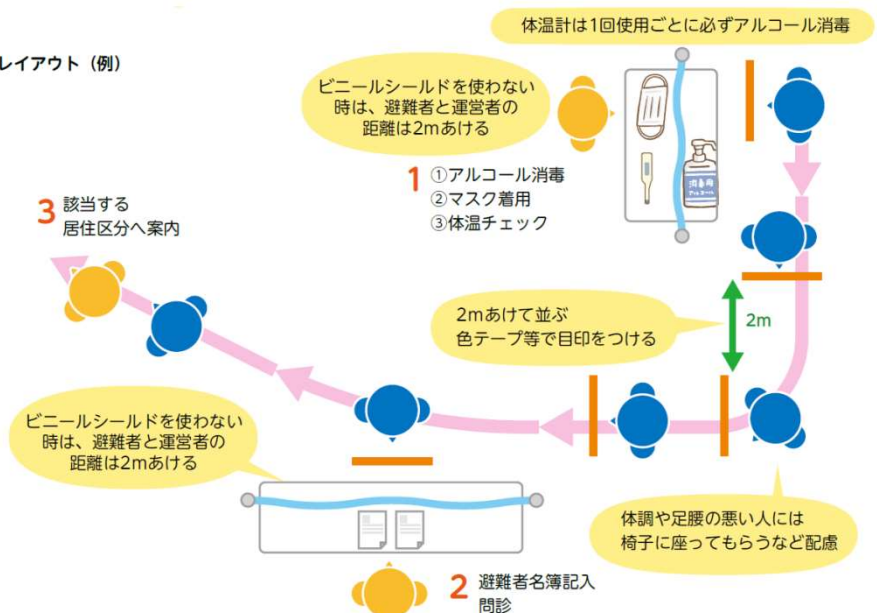 レイアウト（例）
体温計は1回使用ごとに必ずアルコール消毒
ビニールシールドを使わない
時は、避難者と運営者の
距離は2mあける
消毒用
アルコール
1 ①アルコール消毒
②マスク着用
③体温チェック
3 該当する
居住区分へ案内
2mあけて並ぶ
色テープ等で目印をつける
2m
ビニールシールドを使わない
時は、避難者と運営者の
距離は2mあける
体調や足腰の悪い人には
椅子に座ってもらうなど配慮
2 避難者名簿記入
問診